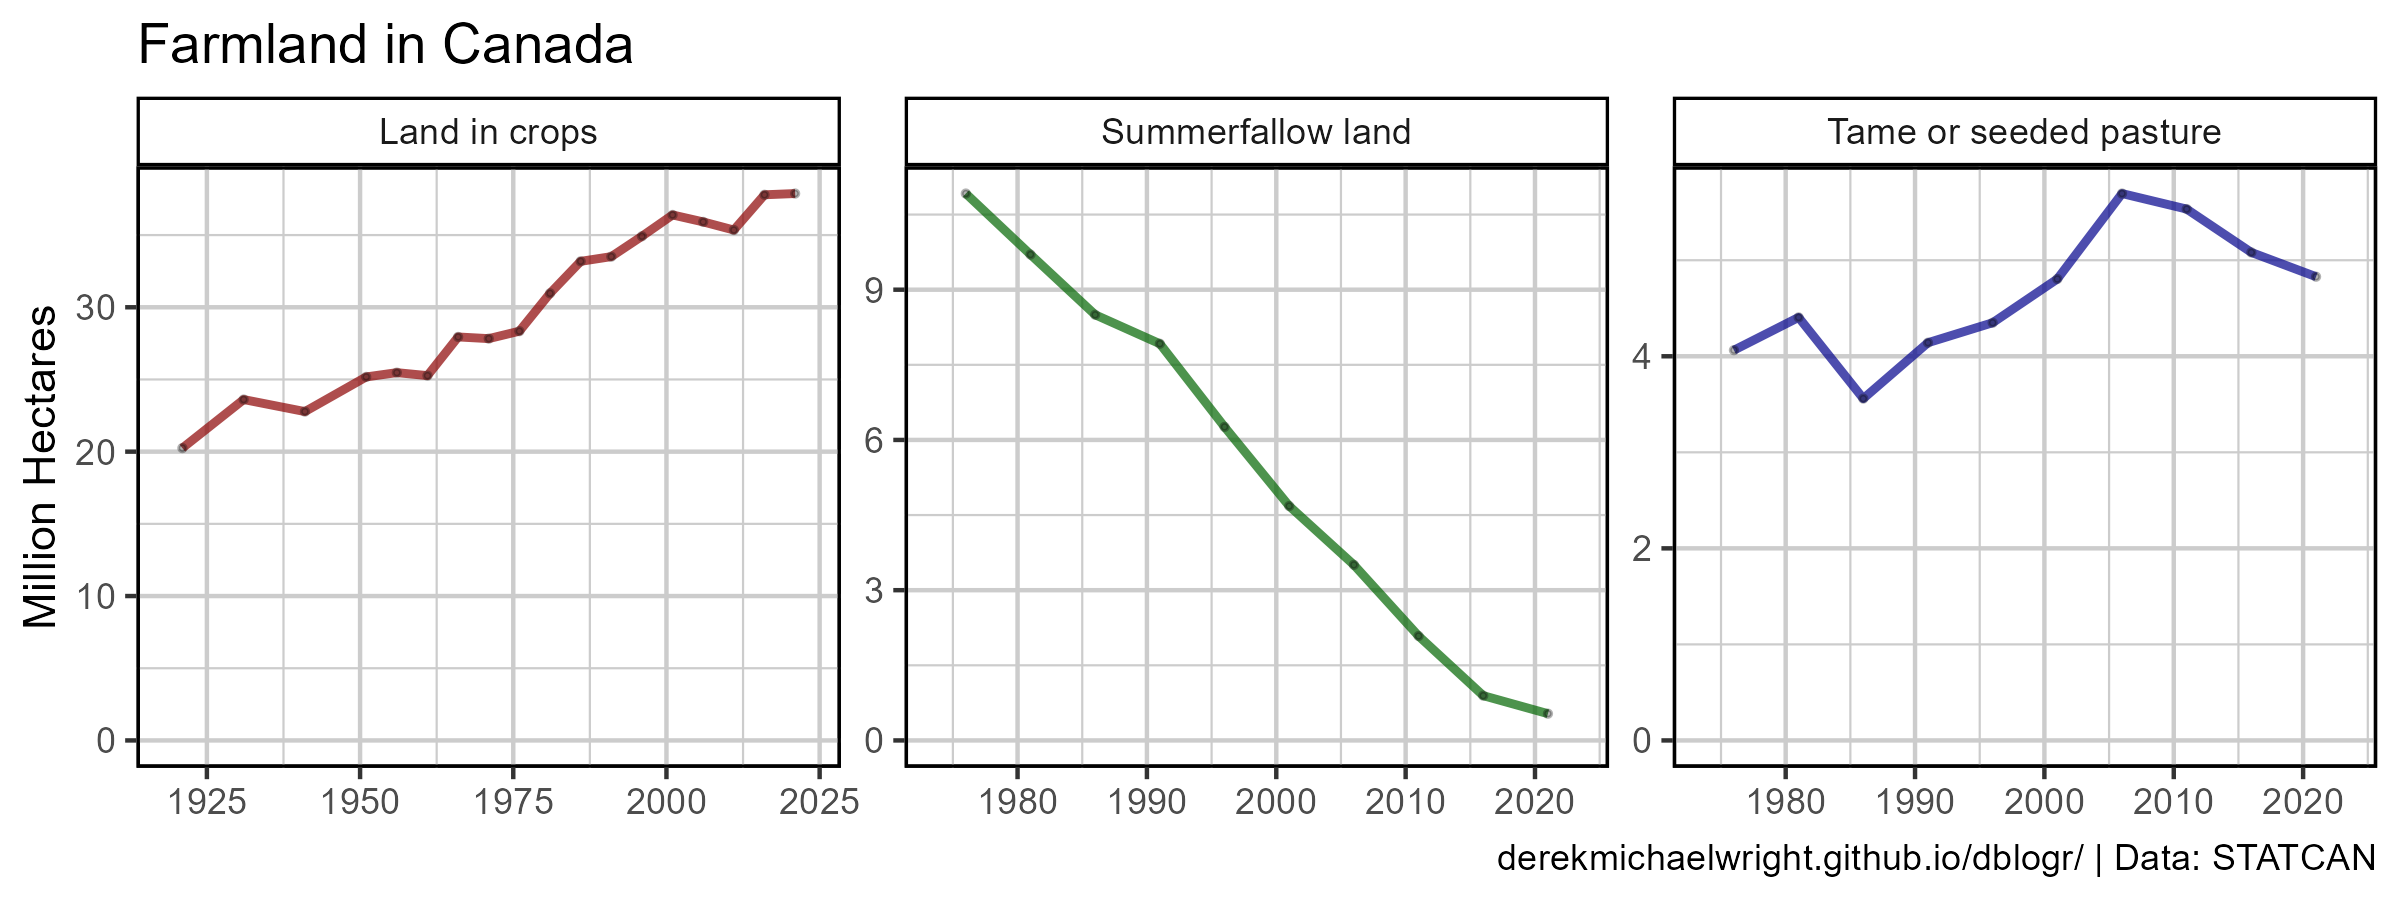 Farmland in Canada
Land in crops
Summerfallow land
Tame or seeded pasture
Million Hectares
30
20
10
0
9
6
3
0
4
2
0
1925 1950 1975 2000 2025
1980 1990 2000 2010 2020
1980 1990 2000 2010 2020
derekmichaelwright.github.io/dblogr/ | Data: STATCAN